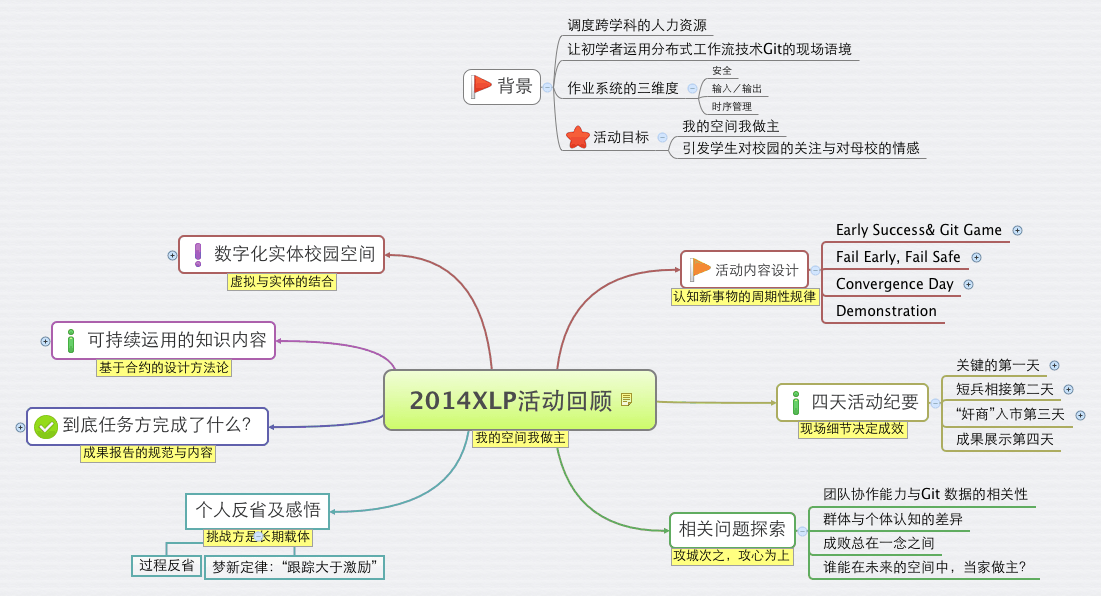 背景
调度跨学科的人力资源
让初学者运用分布式工作流技术Git的现场语境
作业系统的三维度
安全
输入／输出
时序管理
活动目标
我的空间我做主
引发学生对校园的关注与对母校的情感
2014XLP活动回顾
我的空间我做主
活动内容设计
认知新事物的周期性规律
Early Success& Git Game
Fail Early, Fail Safe
Convergence Day
Demonstration
四天活动纪要
现场细节决定成效
关键的第一天
短兵相接第二天
“奸商”入市第三天
成果展示第四天
相关问题探索
攻城次之，攻心为上
团队协作能力与Git 数据的相关性
群体与个体认知的差异
成败总在一念之间
谁能在未来的空间中，当家做主？
数字化实体校园空间
虚拟与实体的结合
可持续运用的知识内容
基于合约的设计方法论
到底任务方完成了什么？
成果报告的规范与内容
个人反省及感悟
挑战方是长期载体
过程反省
梦新定律：“跟踪大于激励”